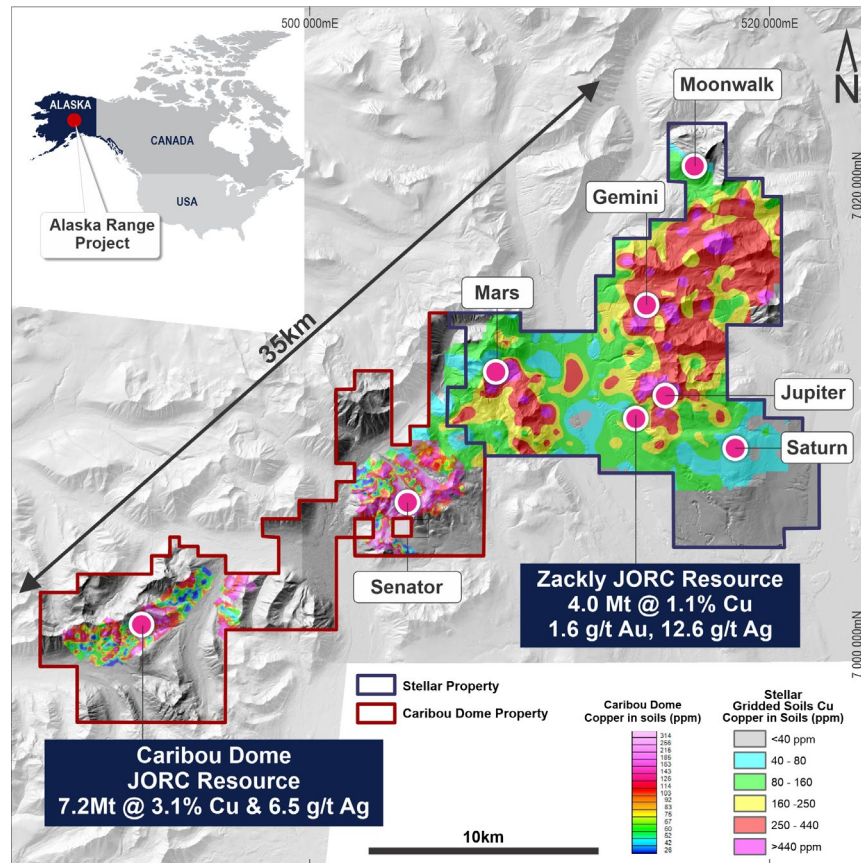 500 000mE
520 000mE
ALASKA
CANADA
USA
Alaska Range
Project
N
7 020 000mN
7 000 000mN
35km
Moonwalk
Gemini
Mars
Jupiter
Saturn
Senator
Zackly JORC Resource
4.0 Mt @ 1.1% Cu
1.6 g/t Au, 12.6 g/t Ag
Caribou Dome
JORC Resource
7.2Mt @ 3.1% Cu & 6.5 g/t Ag
Stellar Property
Caribou Dome Property
10km
Caribou Dome
Copper in soils (ppm)
314
266
216
185
163
143
126
114
103
92
83
75
67
60
52
42
26
Stellar
Gridded Soils Cu
Copper in Soils (ppm)
<40 ppm
40 - 80
80 - 160
160 -250
250 - 440
>440 ppm